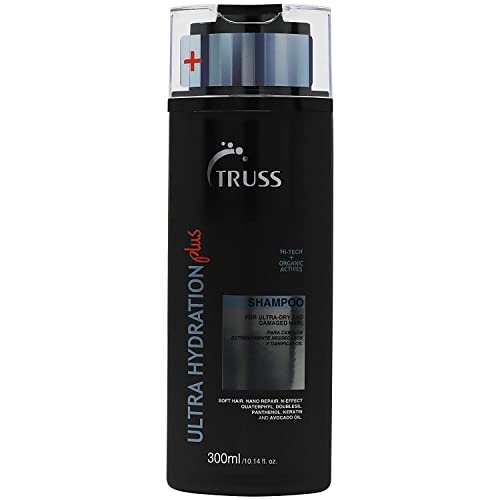 +
TRUSS
ULTRA HYDRATION plus
HI-TECH
+
ORGANIC
ACTIVES
SHAMPOO
FOR ULTRA-DRY AND
DAMAGED HAIR.
PARA CABELOS
EXTREMAMENTE RESSECADOS
E DANIFICADOS.
SOFT HAIR, NANO REPAIR, N-EFFECT
QUATERPHYL, DOUBLESIL
PANTHENOL, KERATIN
AND AVOCADO OIL.
300ml/10.14 fl. oz.